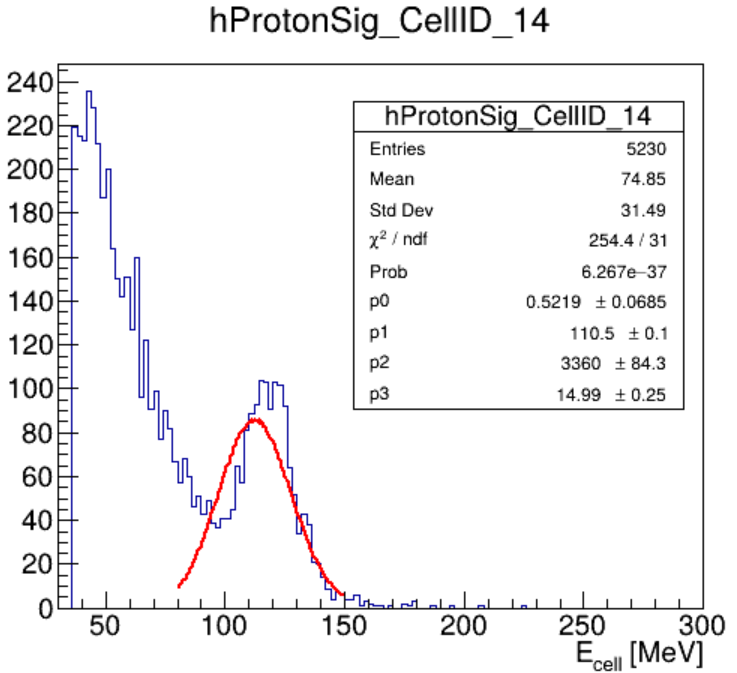 hProtonSig_CellID_14
hProtonSig_CellID_14
Entries 5230
Mean 74.85
Std Dev 31.49
χ² / ndf 254.4 / 31
Prob 6.267e−37
p0 0.5219 ± 0.0685
p1 110.5 ± 0.1
p2 3360 ± 84.3
p3 14.99 ± 0.25
240
220
200
180
160
140
120
100
80
60
40
20
0
50 100 150 200 250 300
E_cell [MeV]